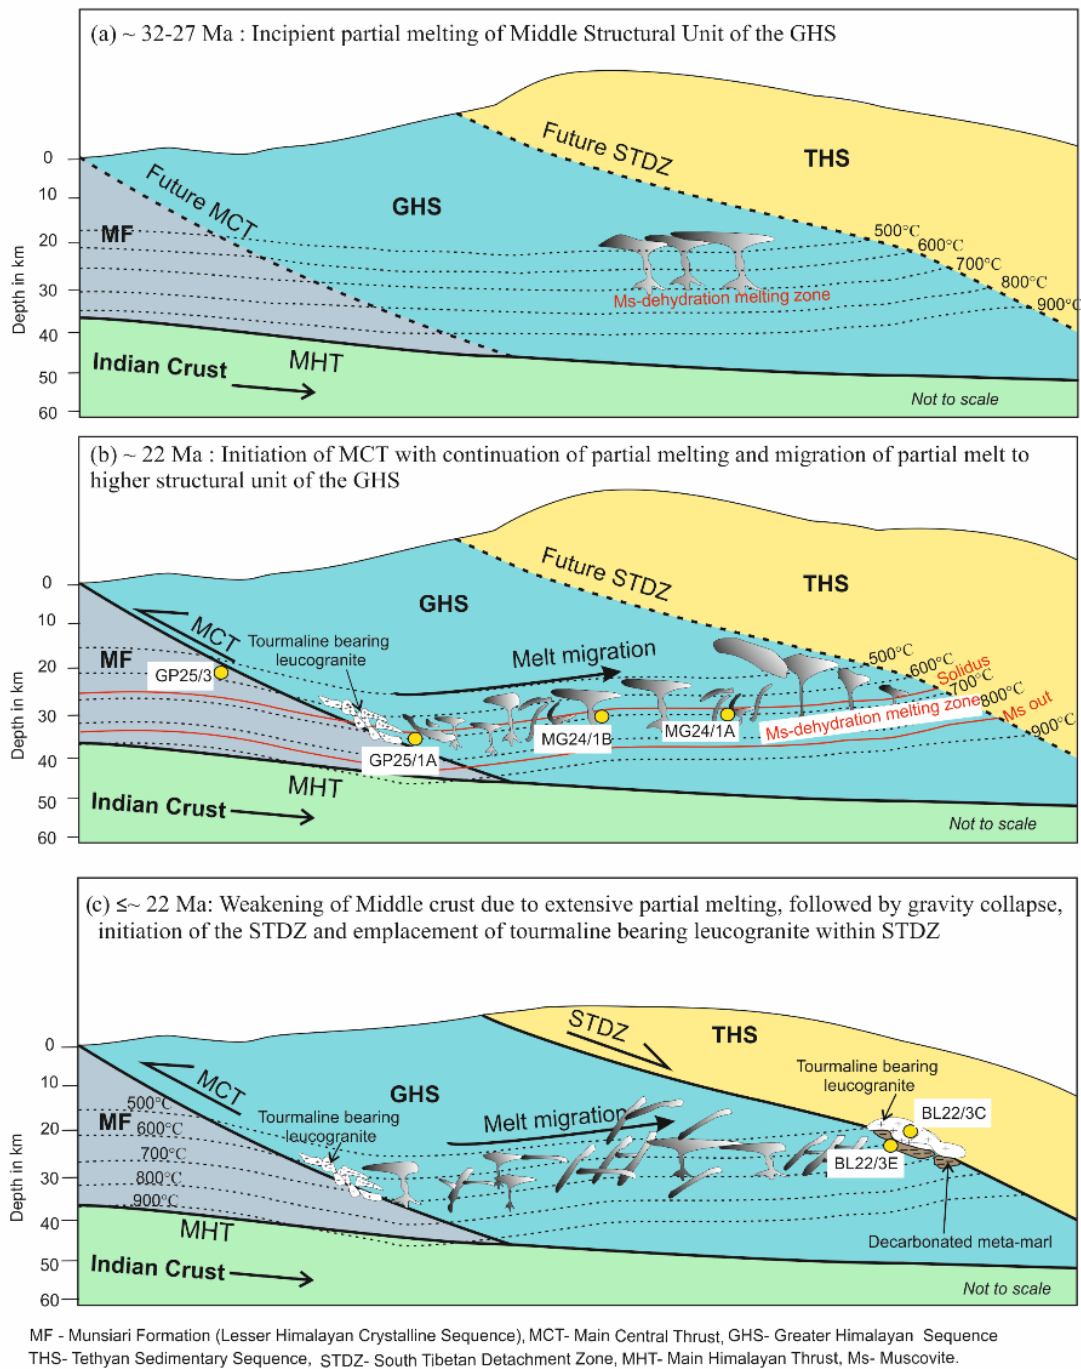 (a) ~ 32-27 Ma : Incipient partial melting of Middle Structural Unit of the GHS
Future STDZ
THS
0
Future MCT
GHS
10
MF
20
500°C
600°C
700°C
30
Ms-dehydration melting zone
800°C
900°C
40
MHT
Indian Crust
50
Not to scale
60
Depth in km
(b) ~ 22 Ma : Initiation of MCT with continuation of partial melting and migration of partial melt to
higher structural unit of the GHS
Future STDZ
THS
0
GHS
10
MCT
Tourmaline bearing
leucogranite
MF
Melt migration
20
GP25/3
500°C
600°C
Solidus
700°C
800°C
30
MG24/1B
MG24/1A
Ms-dehydration melting zone
Ms out
900°C
GP25/1A
40
MHT
50
Indian Crust
Not to scale
60
Depth in km
(c) ≤~ 22 Ma: Weakening of Middle crust due to extensive partial melting, followed by gravity collapse,
initiation of the STDZ and emplacement of tourmaline bearing leucogranite within STDZ
STDZ
THS
0
Tourmaline bearing
leucogranite
MCT
GHS
10
500°C
Tourmaline bearing
leucogranite
Melt migration
BL22/3C
MF
20
600°C
700°C
BL22/3E
30
800°C
900°C
40
MHT
Decarbonated meta-marl
50
Indian Crust
Not to scale
60
Depth in km
MF - Munsiari Formation (Lesser Himalayan Crystalline Sequence), MCT- Main Central Thrust, GHS- Greater Himalayan Sequence
THS- Tethyan Sedimentary Sequence, STDZ- South Tibetan Detachment Zone, MHT- Main Himalayan Thrust, Ms- Muscovite.